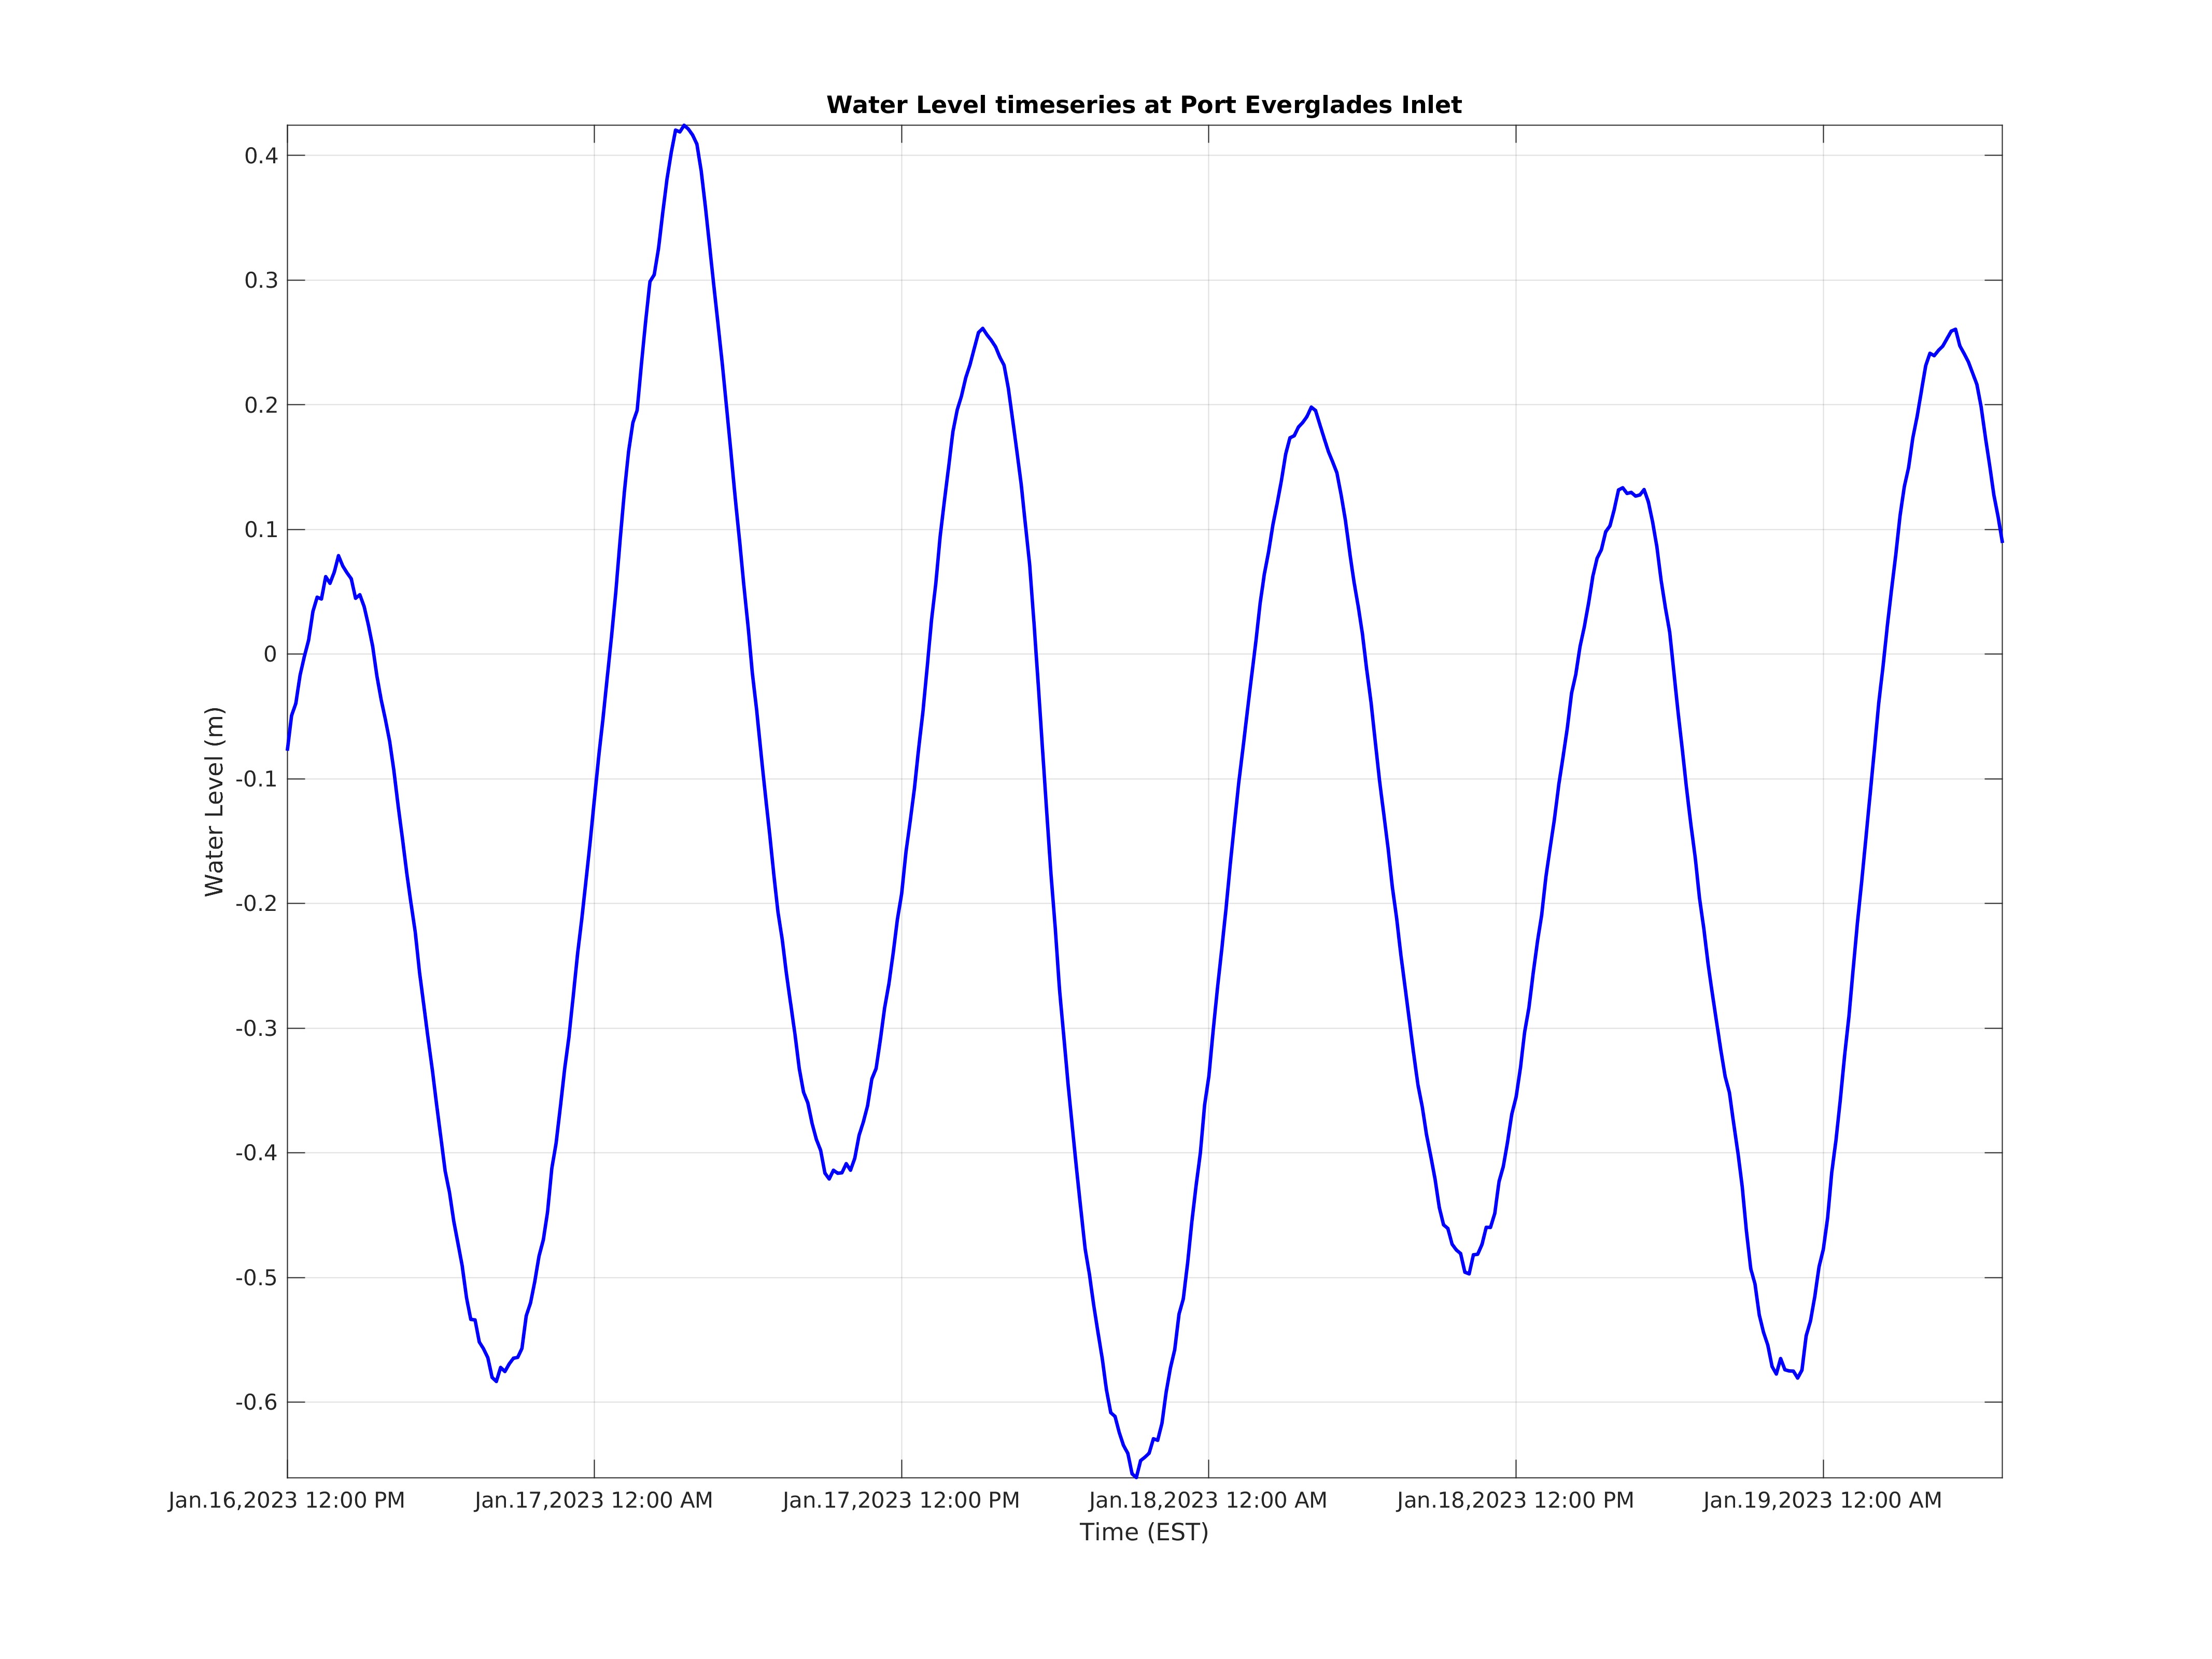 Water Level timeseries at Port Everglades Inlet
0.4
0.3
0.2
0.1
0
-0.1
-0.2
-0.3
-0.4
-0.5
-0.6
Water Level (m)
Jan.16,2023 12:00 PM
Jan.17,2023 12:00 AM
Jan.17,2023 12:00 PM
Jan.18,2023 12:00 AM
Jan.18,2023 12:00 PM
Jan.19,2023 12:00 AM
Time (EST)